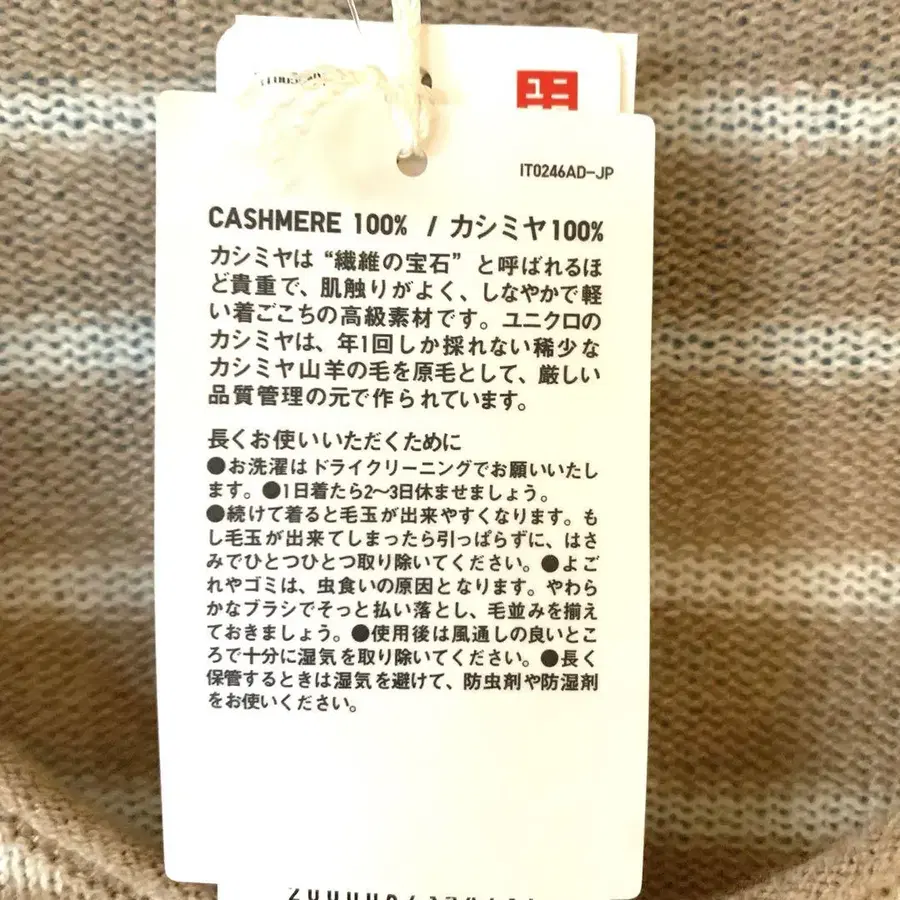 ユニ
IT0246AD-JP
CASHMERE 100% / カシミヤ100%
カシミヤは“繊維の宝石”と呼ばれるほ
ど貴重で、肌触りがよく、しなやかで軽
い着ごこちの高級素材です。ユニクロの
カシミヤは、年1回しか採れない稀少な
カシミヤ山羊の毛を原毛として、厳しい
品質管理の元で作られています。
長くお使いいただくために
●お洗濯はドライクリーニングでお願いいたし
ます。●1日着たら2〜3日休ませましょう。
●続けて着ると毛玉が出来やすくなります。も
し毛玉が出来てしまったら引っぱらずに、はさ
みでひとつひとつ取り除いてください。●よご
れやゴミは、虫食いの原因となります。やわら
かなブラシでそっと払い落とし、毛並みを揃え
ておきましょう。●使用後は風通しの良いとこ
ろで十分に湿気を取り除いてください。●長く
保管するときは湿気を避けて、防虫剤や防湿剤
をお使いください。